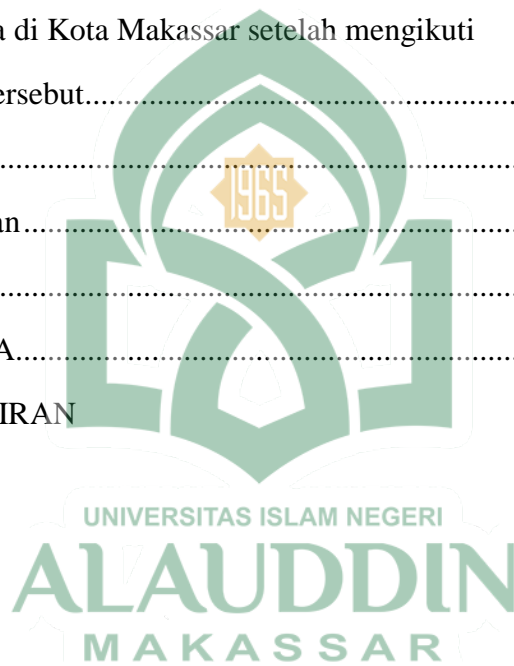 a di Kota Makassar setelah mengikuti
ersebut....................................................................
................................................................................
an..........................................................................
................................................................................
A............................................................................
IRAN
1965
UNIVERSITAS ISLAM NEGERI
ALAUDDIN
MAKASSAR